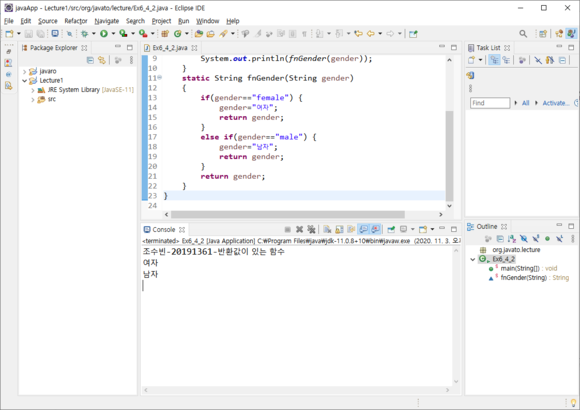 javaApp - Lecture1/src/org/javato/lecture/Ex6_4_2.java - Eclipse IDE
File Edit Source Refactor Navigate Search Project Run Window Help
Package Explorer
javaro
Lecture1
JRE System Library [JavaSE-11]
src
Ex6_4_2.java
9 System.out.println(fnGender(gender));
10 }
11 static String fnGender(String gender)
12 {
13 if(gender=="female") {
14 gender="여자";
15 return gender;
16 }
17 else if(gender=="male") {
18 gender="남자";
19 return gender;
20 }
21 return gender;
22 }
23 }
24
Console
<terminated> Ex6_4_2 [Java Application] C:₩Program Files₩java₩jdk-11.0.8+10₩bin₩javaw.exe (2020. 11. 3. 오
조수빈-20191361-반환값이 있는 함수
여자
남자
Task List
Find
All
Activate...
Outline
org.javato.lecture
Ex6_4_2
main(String[]) : void
fnGender(String) : String